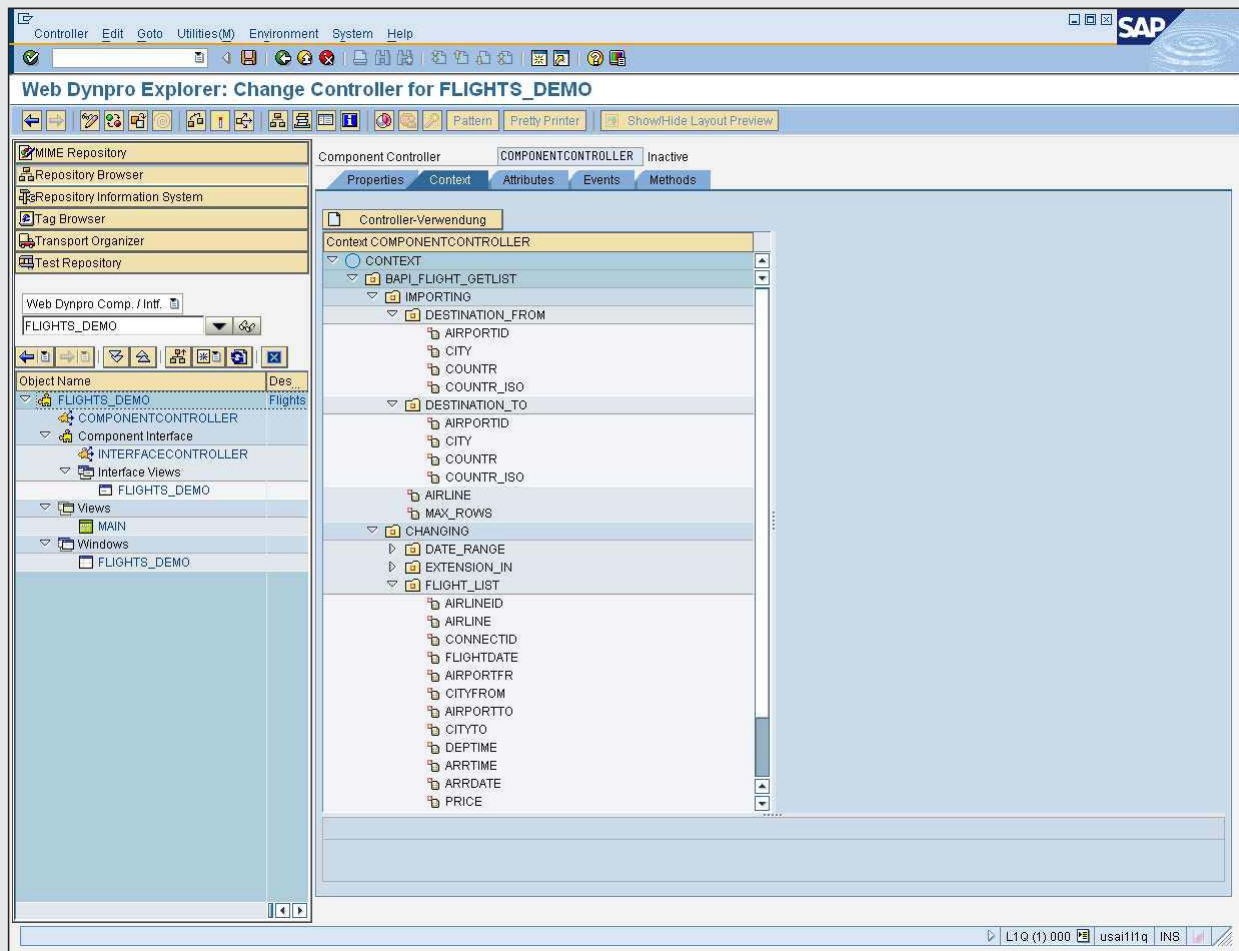 Controller Edit Goto Utilities(M) Environment System Help
SAP
Web Dynpro Explorer: Change Controller for FLIGHTS_DEMO
Pattern Pretty Printer Show/Hide Layout Preview
MIME Repository
Repository Browser
Repository Information System
Tag Browser
Transport Organizer
Test Repository
Web Dynpro Comp. / Intf.
FLIGHTS_DEMO
Object Name Des...
FLIGHTS_DEMO Flights
COMPONENTCONTROLLER
Component Interface
INTERFACECONTROLLER
Interface Views
FLIGHTS_DEMO
Views
MAIN
Windows
FLIGHTS_DEMO
Component Controller COMPONENTCONTROLLER Inactive
Properties Context Attributes Events Methods
Controller-Verwendung
Context COMPONENTCONTROLLER
CONTEXT
BAPI_FLIGHT_GETLIST
IMPORTING
DESTINATION_FROM
AIRPORTID
CITY
COUNTR
COUNTR_ISO
DESTINATION_TO
AIRPORTID
CITY
COUNTR
COUNTR_ISO
AIRLINE
MAX_ROWS
CHANGING
DATE_RANGE
EXTENSION_IN
FLIGHT_LIST
AIRLINEID
AIRLINE
CONNECTID
FLIGHTDATE
AIRPORTFR
CITYFROM
AIRPORTTO
CITYTO
DEPTIME
ARRTIME
ARRDATE
PRICE
L1Q (1) 000 usai1l1q INS